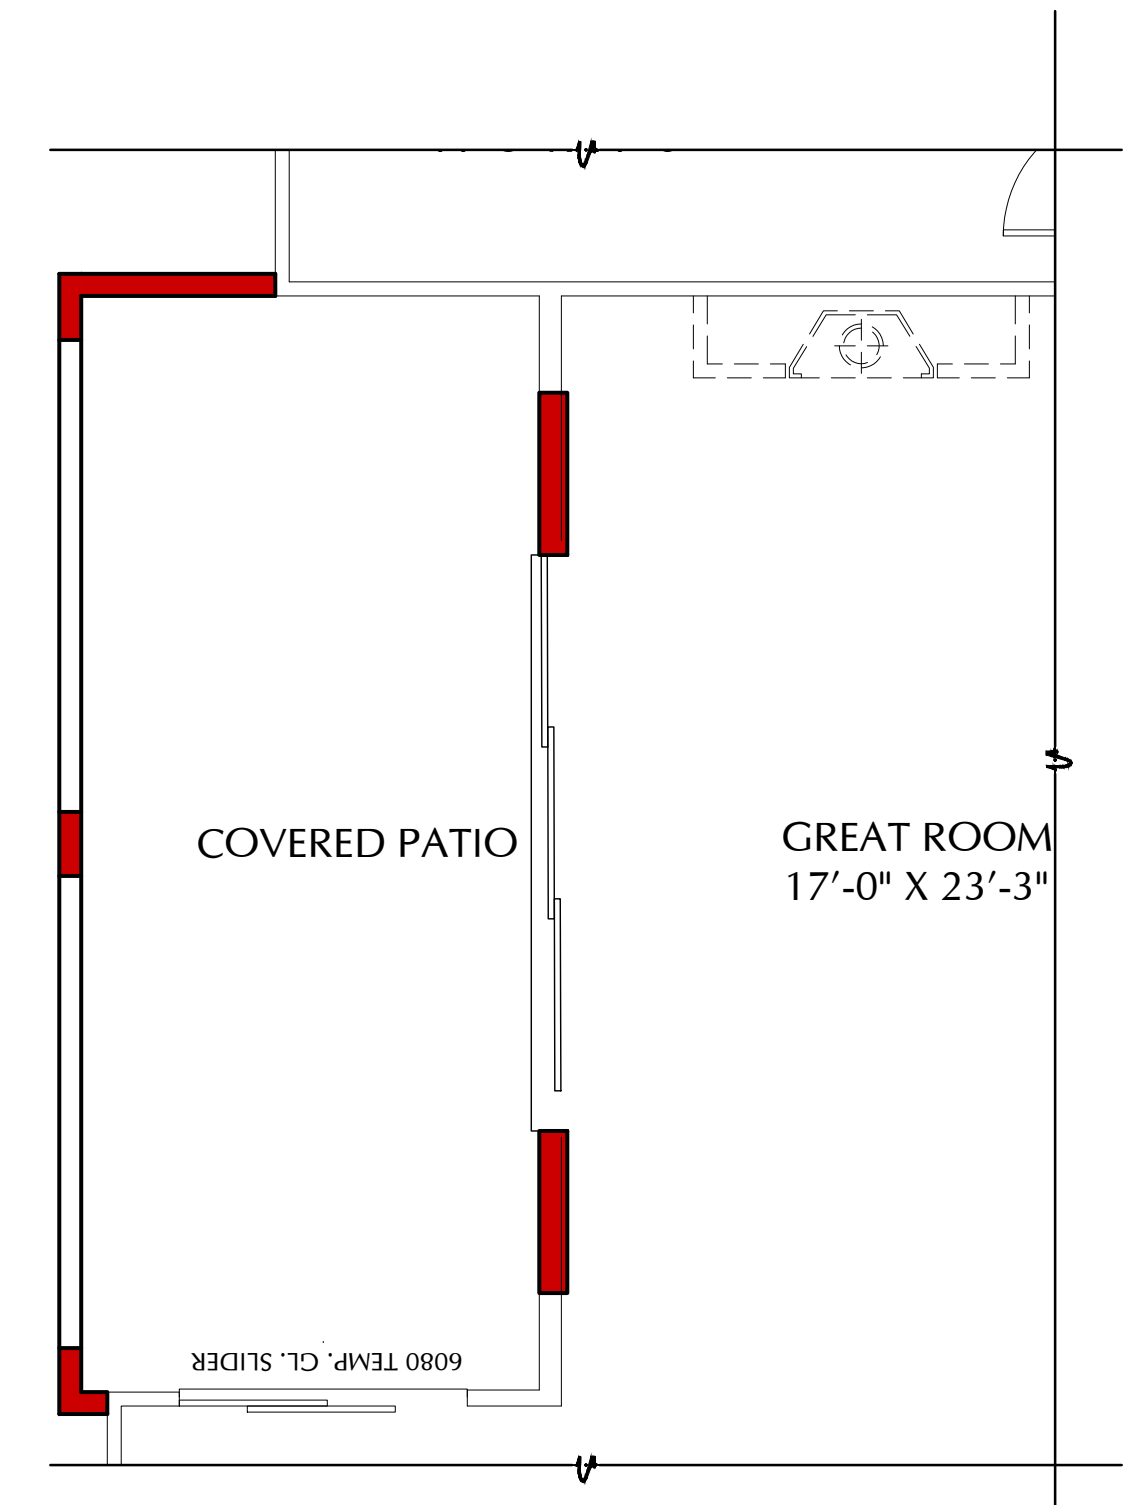 COVERED PATIO
GREAT ROOM
17'-0" X 23'-3"
6080 TEMP. GL. SLIDER